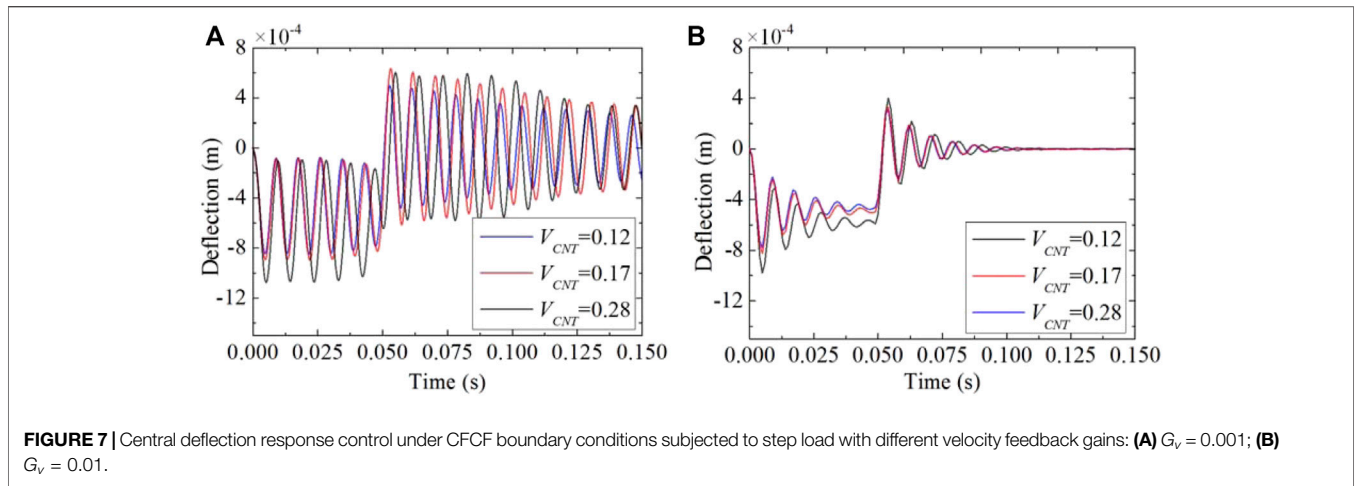 A
×10⁻⁴
8
4
0
-4
-8
-12
Deflection (m)
V_CNT=0.12
V_CNT=0.17
V_CNT=0.28
0.000 0.025 0.050 0.075 0.100 0.125 0.150
Time (s)
B
×10⁻⁴
8
4
0
-4
-8
-12
Deflection (m)
V_CNT=0.12
V_CNT=0.17
V_CNT=0.28
0.000 0.025 0.050 0.075 0.100 0.125 0.150
Time (s)
FIGURE 7 | Central deflection response control under CFCF boundary conditions subjected to step load with different velocity feedback gains: (A) Gᵥ = 0.001; (B)
Gᵥ = 0.01.